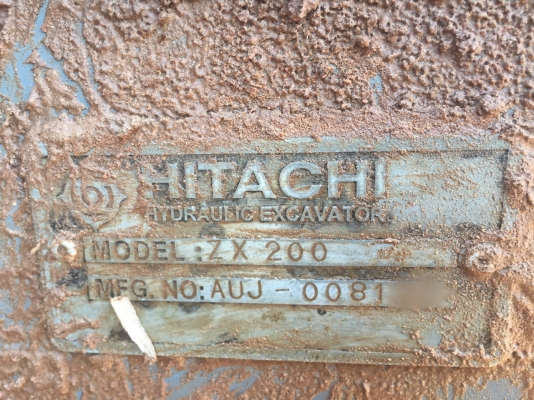 HITACHI
HYDRAULIC EXCAVATOR
MODEL: ZX 200
MFG. NO: AUJ-0081